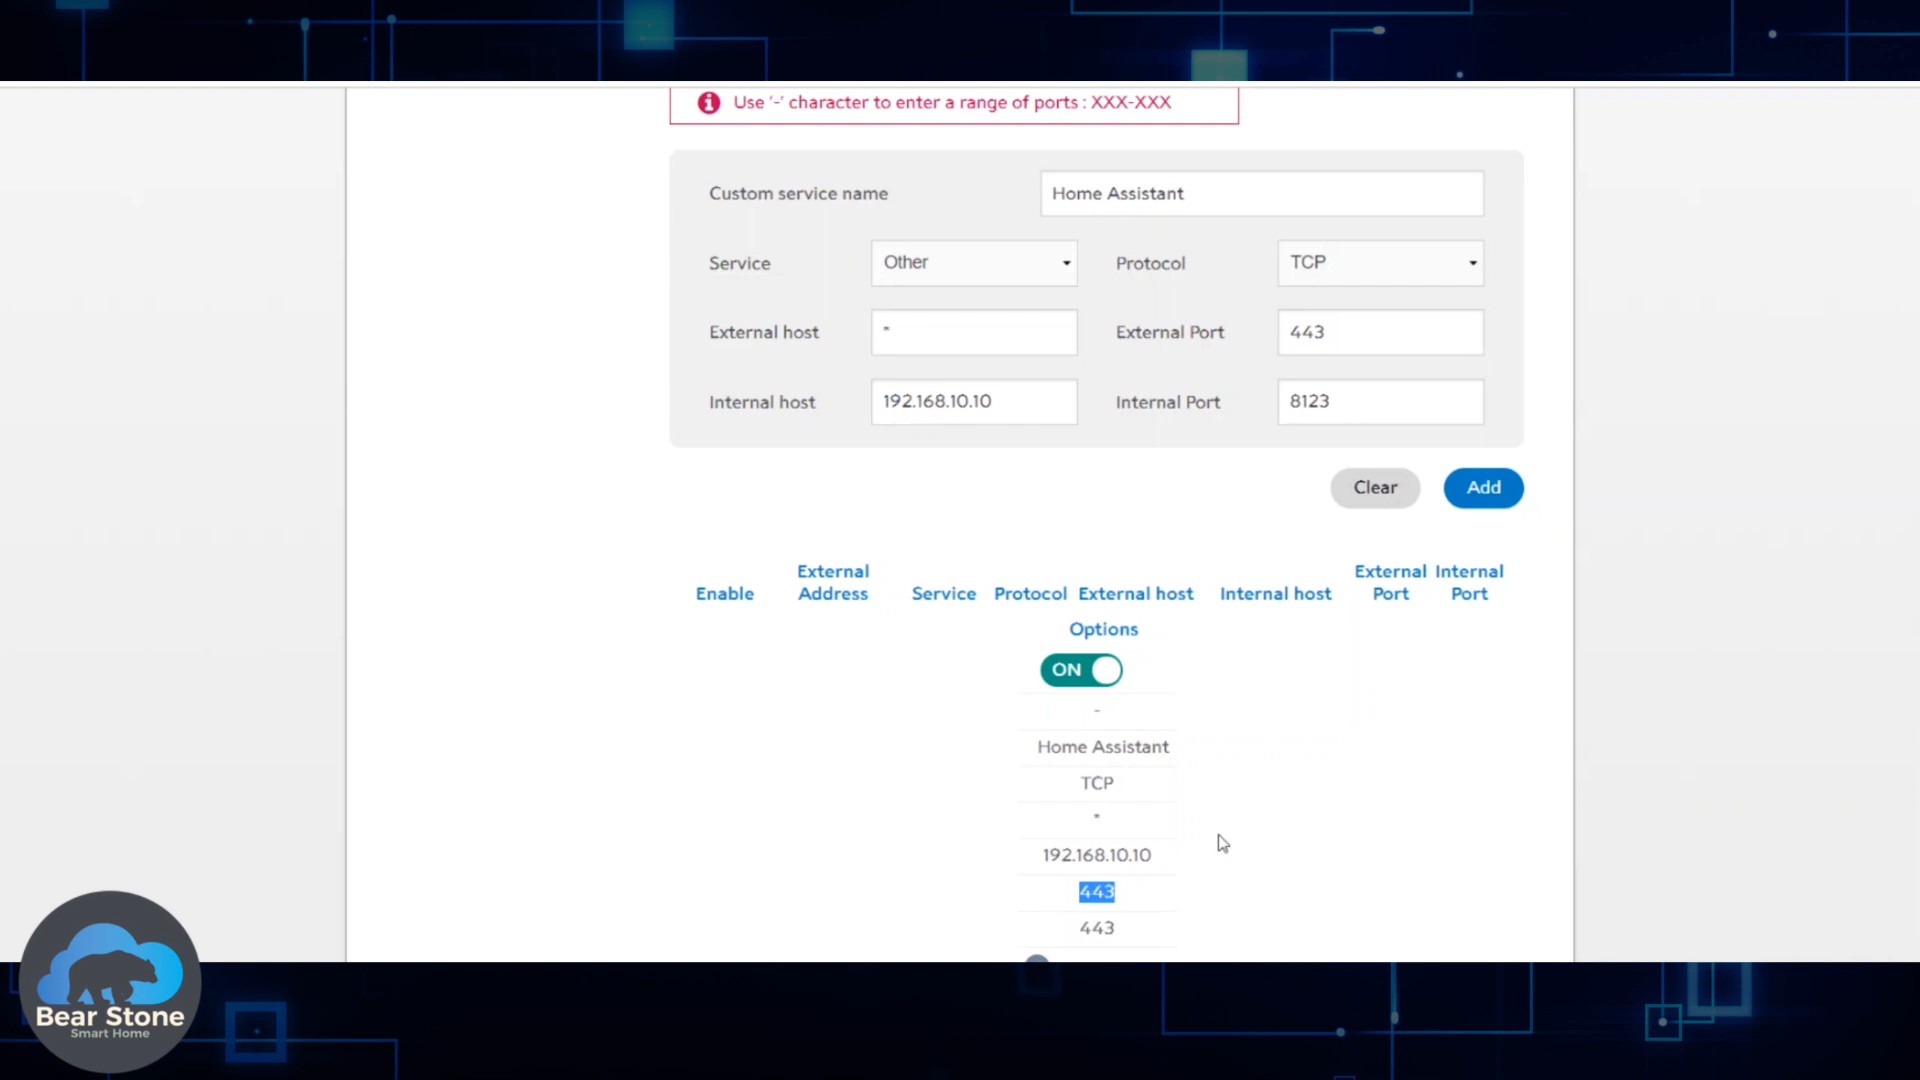 Use '-' character to enter a range of ports : XXX-XXX
Custom service name
Home Assistant
Service
Other
Protocol
TCP
External host
*
External Port
443
Internal host
192.168.10.10
Internal Port
8123
Clear
Add
Enable
External
Address
Service
Protocol
External host
Internal host
External
Port
Internal
Port
Options
ON
-
Home Assistant
TCP
*
192.168.10.10
443
443
Bear Stone
Smart Home